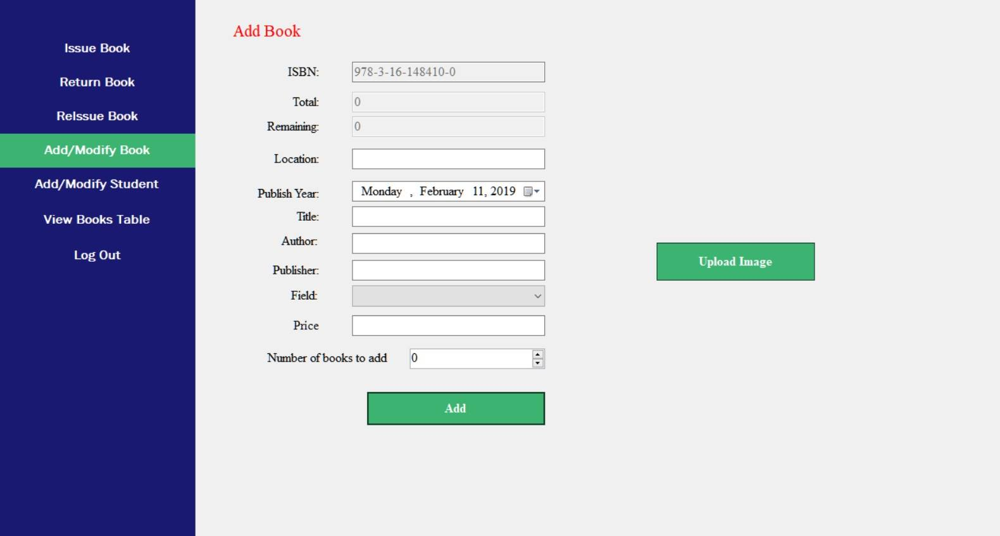 Issue Book
Return Book
ReIssue Book
Add/Modify Book
Add/Modify Student
View Books Table
Log Out
Add Book
ISBN: 978-3-16-148410-0
Total: 0
Remaining: 0
Location:
Publish Year: Monday , February 11, 2019
Title:
Author:
Publisher:
Field:
Price
Number of books to add 0
Add
Upload Image